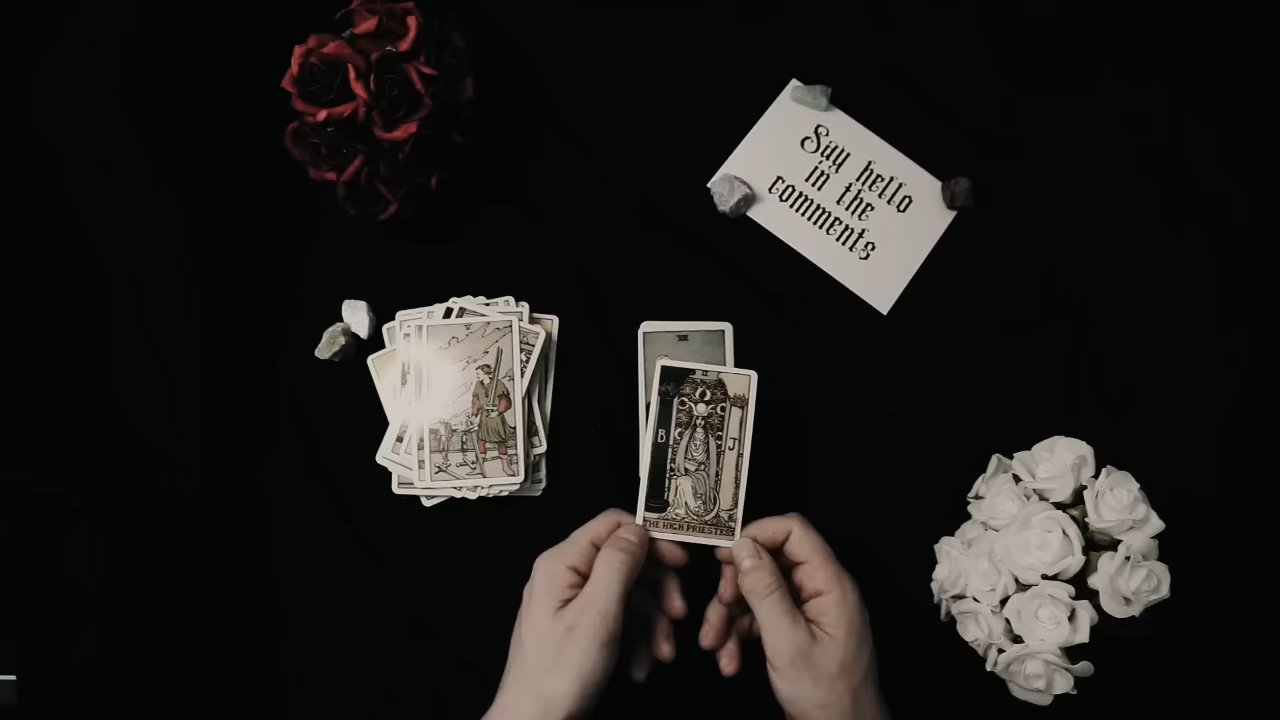 Say hello
in the
comments
B
J
THE HIGH PRIESTESS